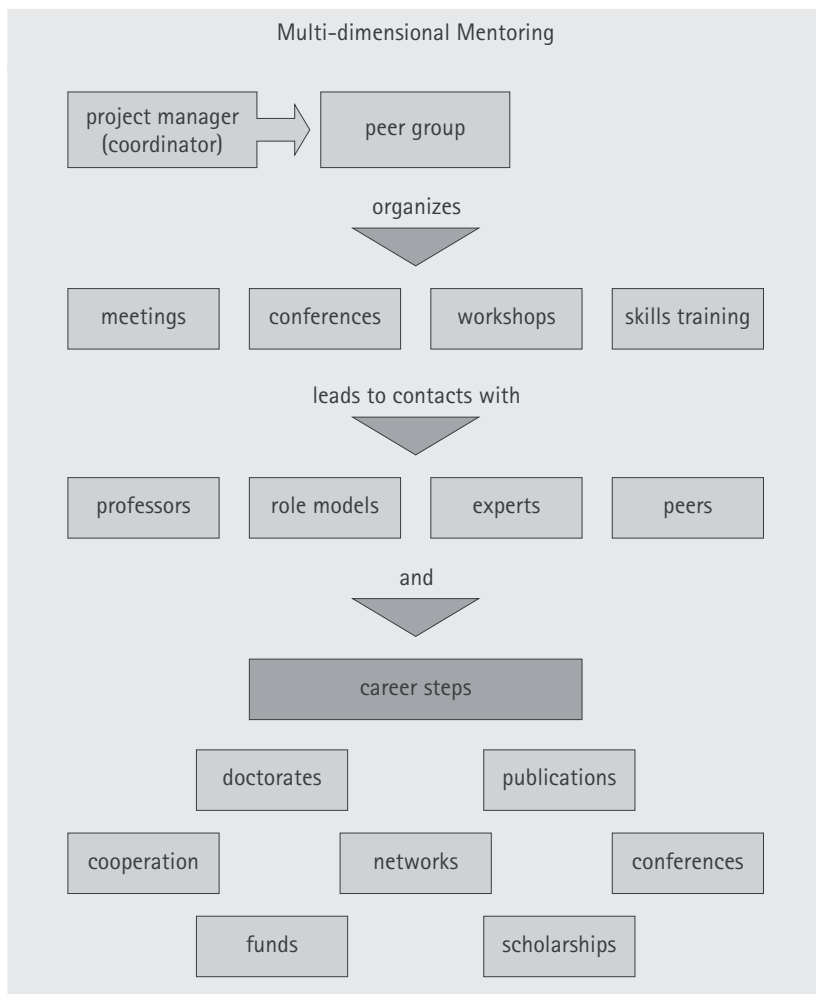 Multi-dimensional Mentoring
project manager
(coordinator)
peer group
organizes
meetings
conferences
workshops
skills training
leads to contacts with
professors
role models
experts
peers
and
career steps
doctorates
publications
cooperation
networks
conferences
funds
scholarships